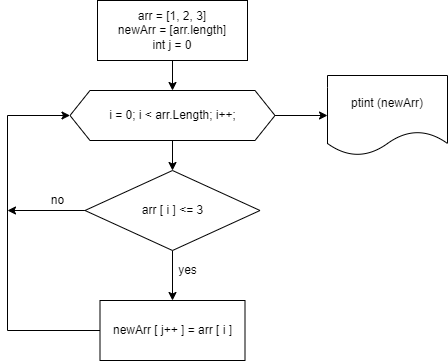 arr = [1, 2, 3]
newArr = [arr.length]
int j = 0
i = 0; i < arr.Length; i++;
ptint (newArr)
arr [ i ] <= 3
no
yes
newArr [ j++ ] = arr [ i ]